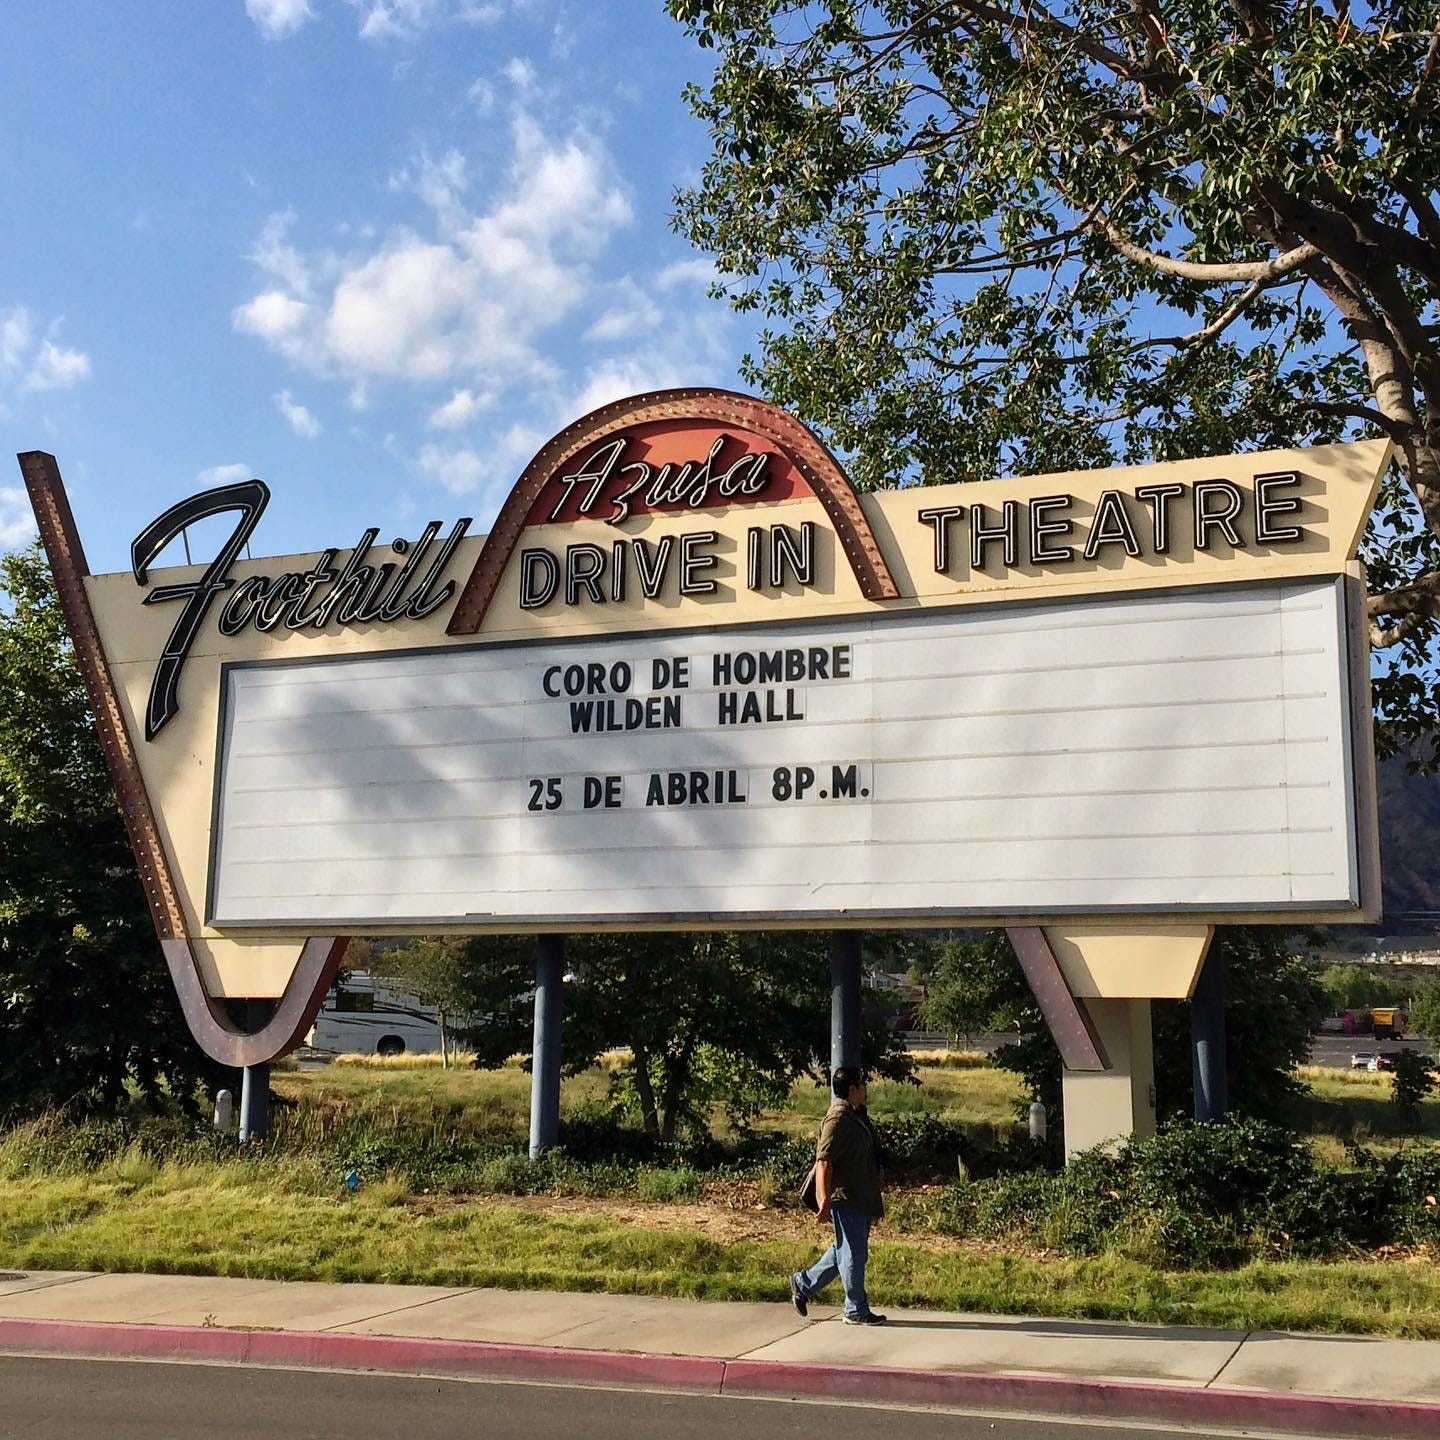 Azusa
Foothill DRIVE IN THEATRE
CORO DE HOMBRE
WILDEN HALL
25 DE ABRIL 8P.M.